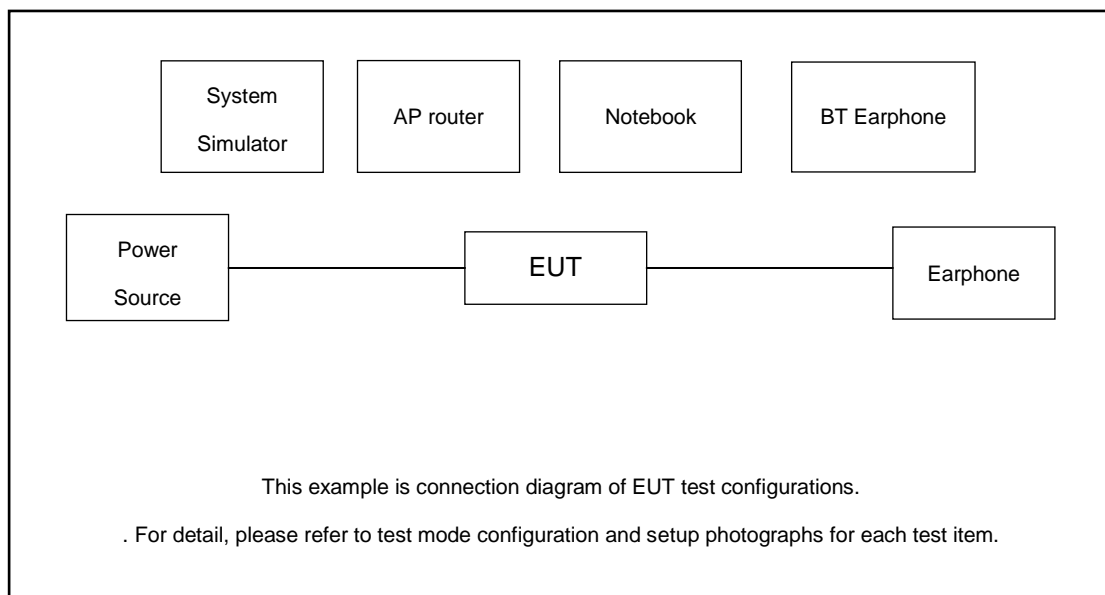 System
Simulator
AP router
Notebook
BT Earphone
Power
Source
EUT
Earphone
This example is connection diagram of EUT test configurations.
. For detail, please refer to test mode configuration and setup photographs for each test item.